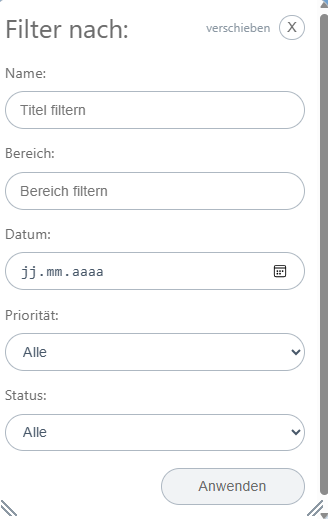 Filter nach:
verschieben X
Name:
Titel filtern
Bereich:
Bereich filtern
Datum:
jj.mm.aaaa
Priorität:
Alle
Status:
Alle
Anwenden